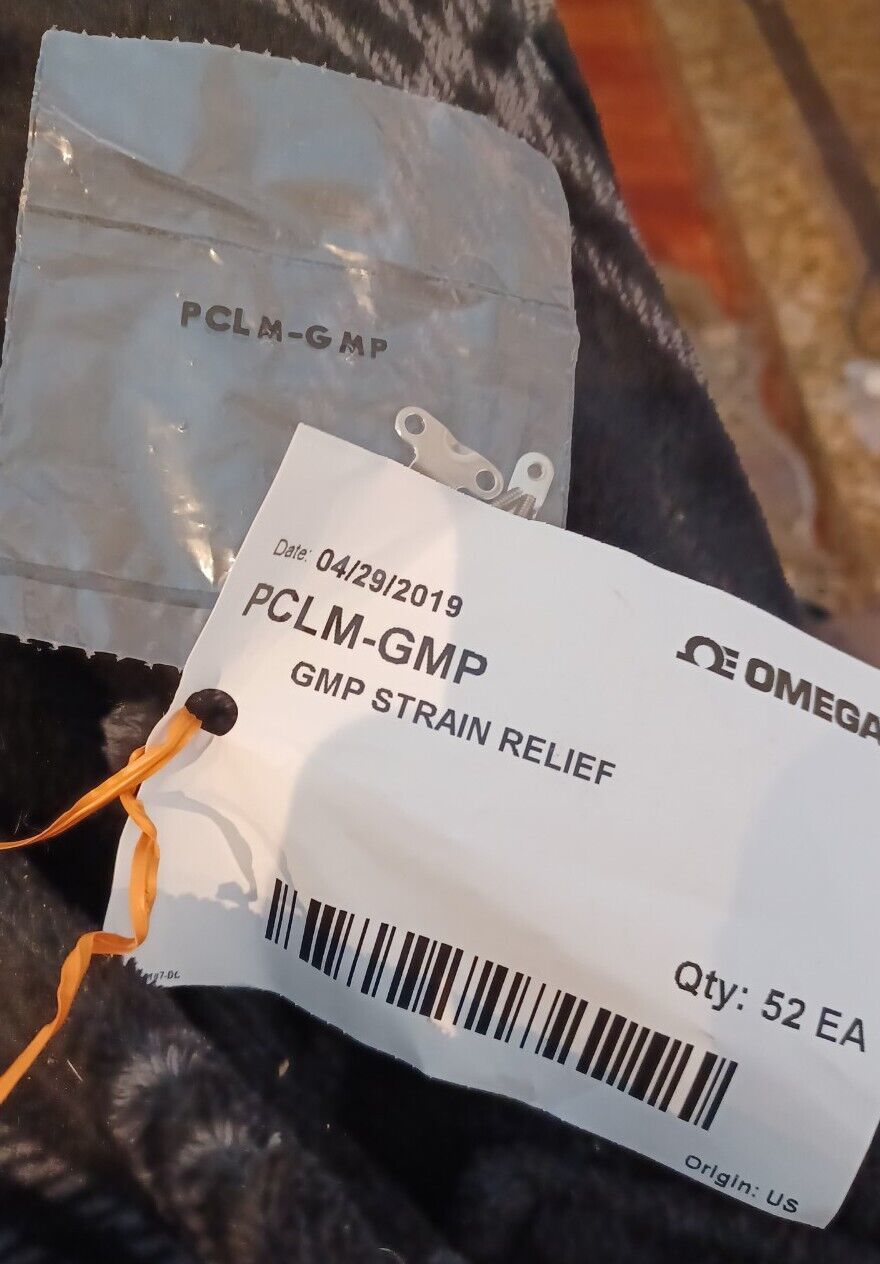 PCLM-GMP
Date: 04/29/2019
PCLM-GMP
GMP STRAIN RELIEF
OMEGA
Qty: 52 EA
Origin: US